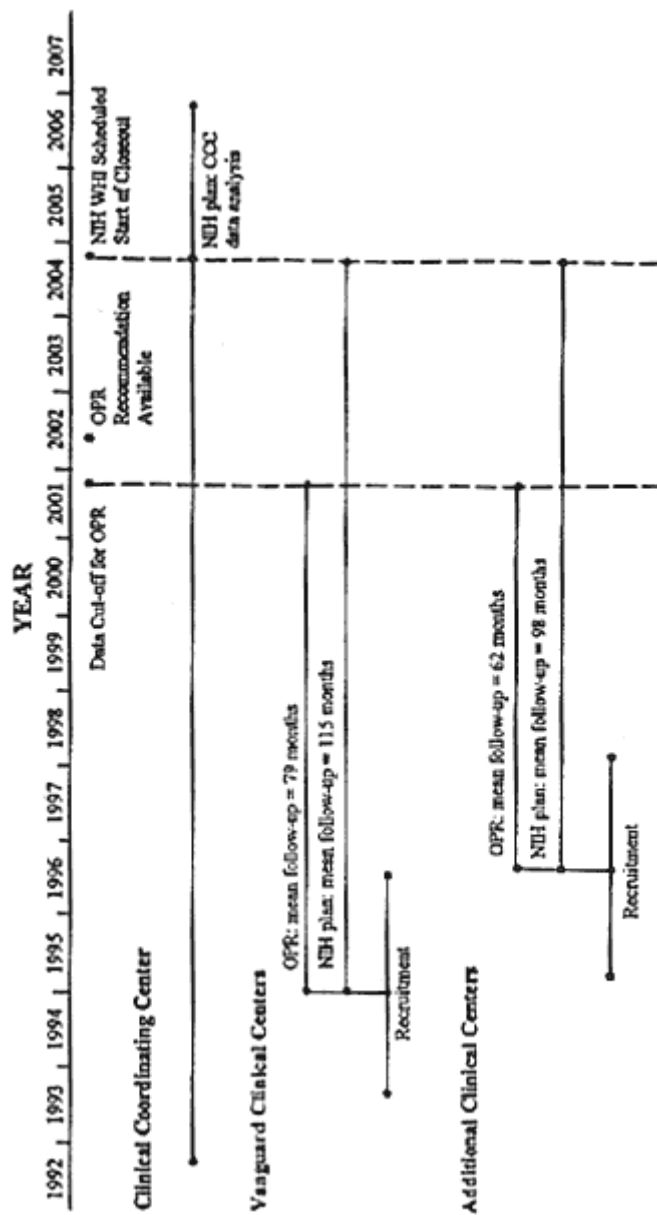 YEAR
1992 1993 1994 1995 1996 1997 1998 1999 2000 2001 2002 2003 2004 2005 2006 2007
Data Cut-off for OPR
OPR
Recommendation
Available
NIH WHI Scheduled
Start of Closeout
Clinical Coordinating Center
NIH plan: CCC
data analysis
Vanguard Clinical Centers
OPR: mean follow-up = 79 months
NIH plan: mean follow-up = 115 months
Recruitment
Additional Clinical Centers
OPR: mean follow-up = 62 months
NIH plan: mean follow-up = 98 months
Recruitment